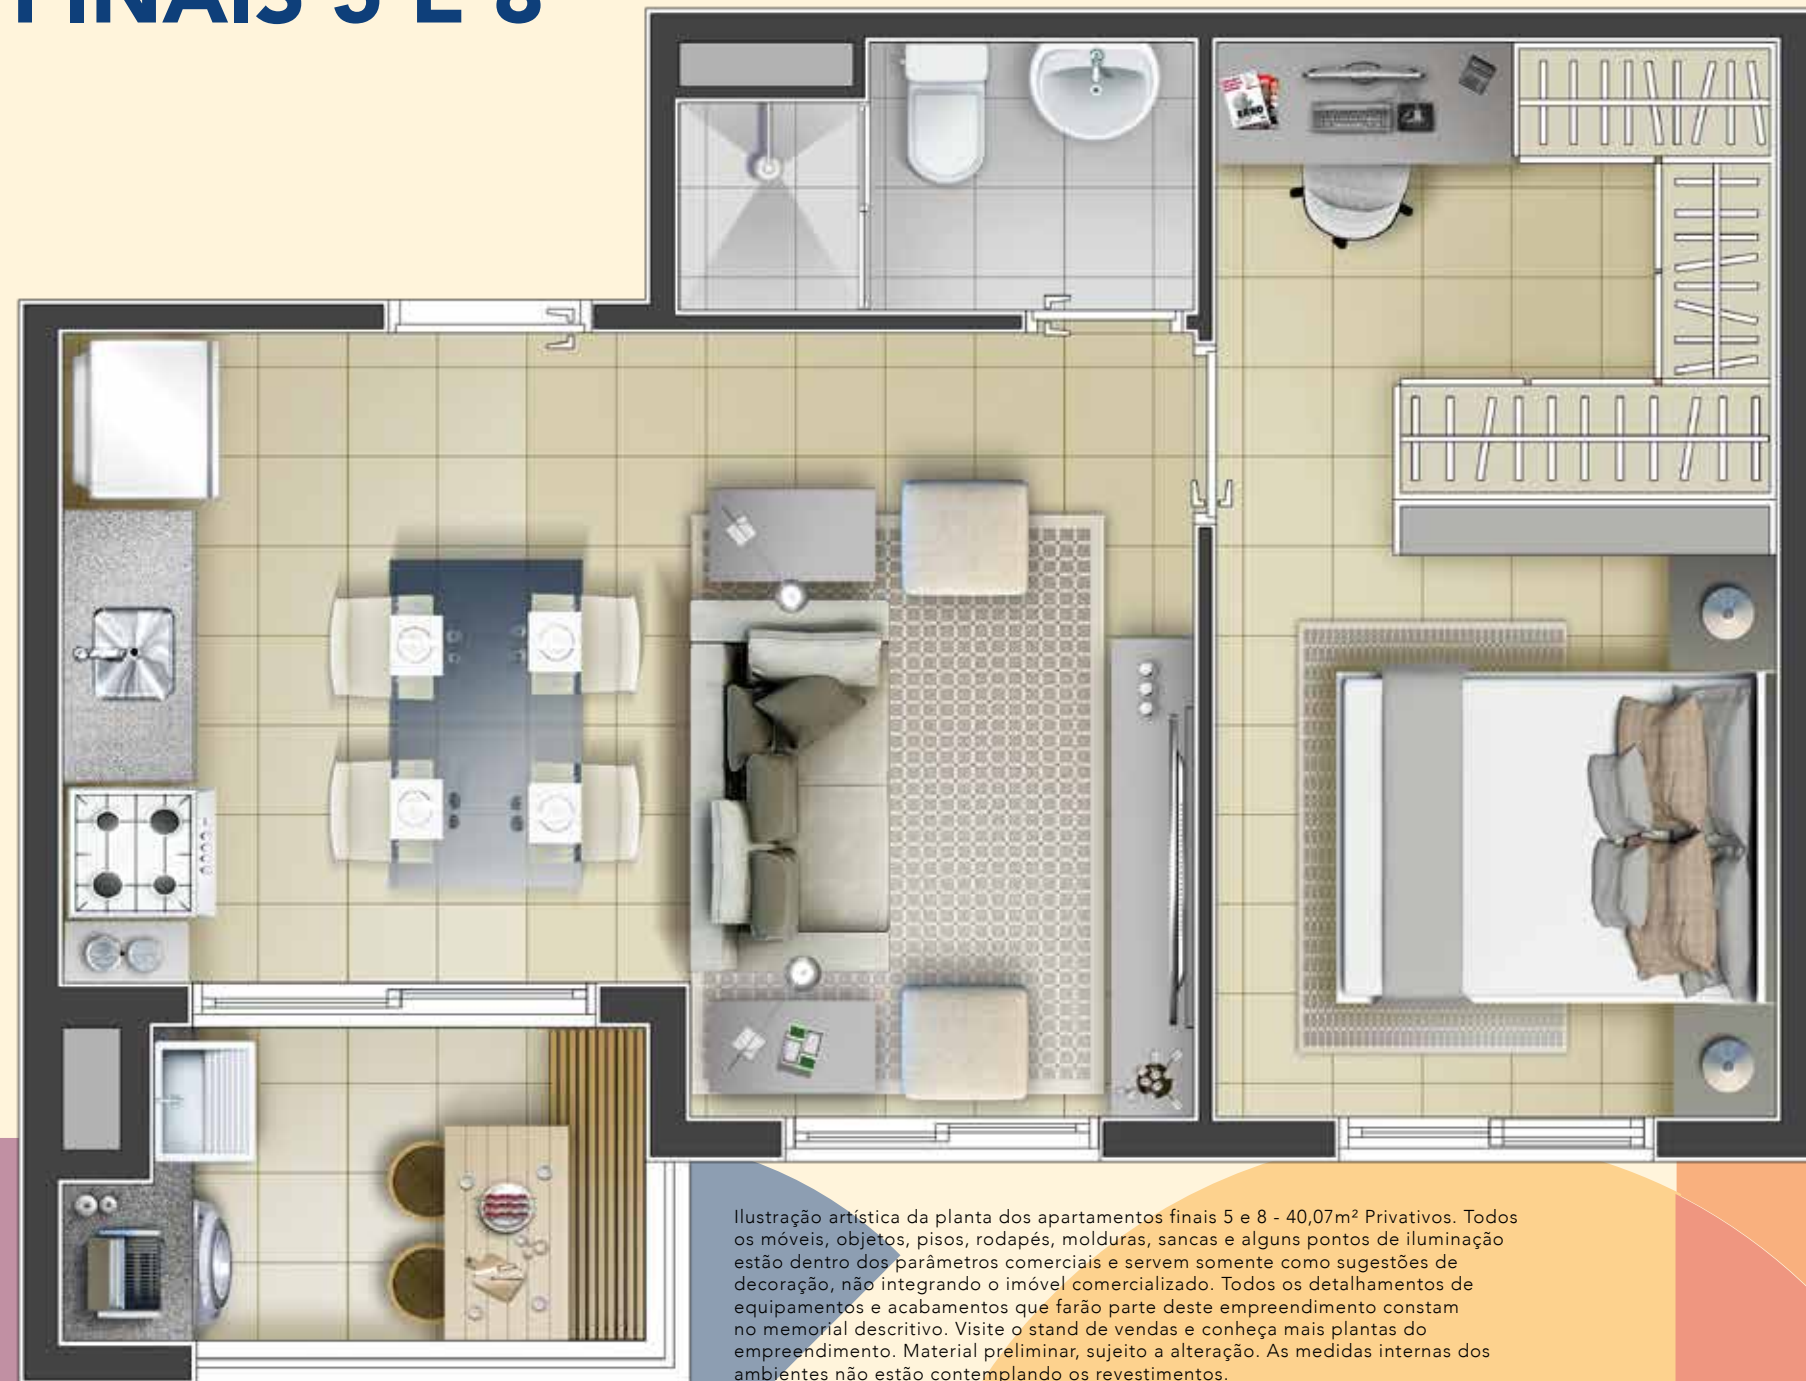 FINAIS 5 E 8
Ilustração artística da planta dos apartamentos finais 5 e 8 - 40,07m² Privativos. Todos
os móveis, objetos, pisos, rodapés, molduras, sancas e alguns pontos de iluminação
estão dentro dos parâmetros comerciais e servem somente como sugestões de
decoração, não integrando o imóvel comercializado. Todos os detalhamentos de
equipamentos e acabamentos que farão parte deste empreendimento constam
no memorial descritivo. Visite o stand de vendas e conheça mais plantas do
empreendimento. Material preliminar, sujeito a alteração. As medidas internas dos
ambientes não estão contemplando os revestimentos.